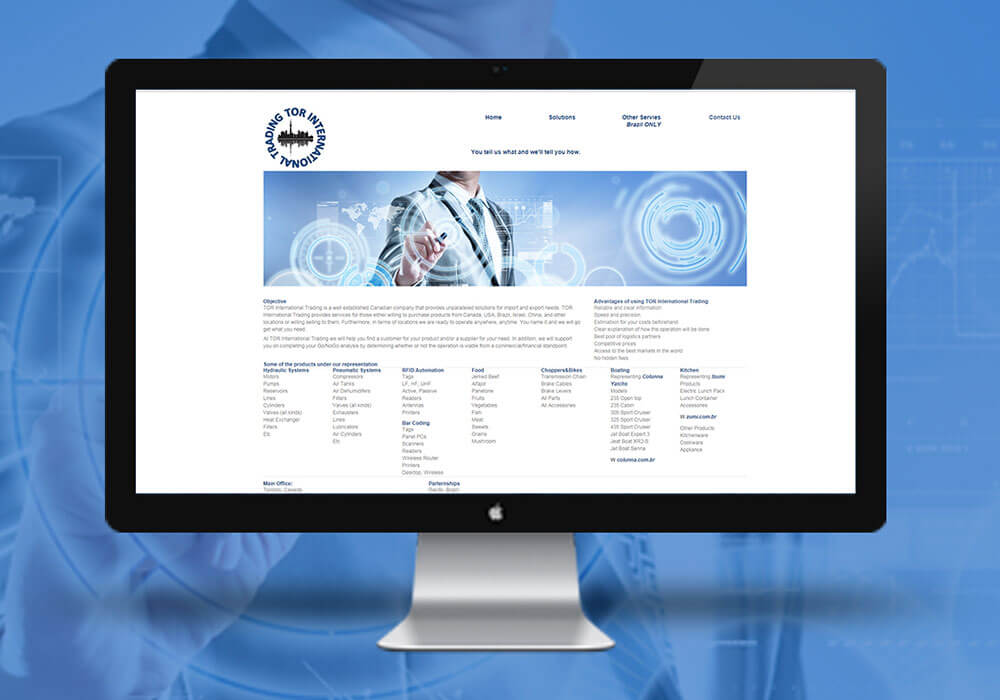 TRADING TOR INTERNATIONAL
Home Solutions Other Servies Contact Us
Brazil ONLY
You tell us what and we'll tell you how.
Objective
TOR International Trading is a well established Canadian company that provides unparalesed solutions for import and export needs. TOR
International Trading provides services for those either willing to purchase products from Canada, USA, Brazil, Israel, China, and other
locations or willing selling to them. Furthermore, in terms of locations we are ready to operate anywhere, anytime. You name it and we will go
get what you need.
At TOR International Trading we will help you find a customer for your product and/or a supplier for your need. In addition, we will support
you on completing your Go/NoGo analysis by determining whether or not the operation is viable from a commercial/financial standpoint.
Advantages of using TOR International Trading
Reliable and clear information
Speed and precision
Estimation for your costs beforehand
Clear explanation of how the operation will be done
Best pool of logistics partners
Competitive prices
Access to the best markets in the world
No hidden fees
Some of the products under our representation
Hydraulic Systems
Motors
Pumps
Reservoirs
Lines
Cylinders
Valves (all kinds)
Heat Exchanger
Filters
Etc
Pneumatic Systems
Compressors
Air Tanks
Air Dehumidifiers
Filters
Valves (all kinds)
Exhausters
Lines
Lubricators
Air Cylinders
Etc
RFID Automation
Tags
LF, HF, UHF
Active, Passive
Readers
Antennas
Printers
Bar Coding
Tags
Panel PCs
Scanners
Readers
Wireless Router
Printers
Desktop, Wireless
Food
Jerked Beef
Alfajor
Panetone
Fruits
Vegetables
Fish
Meat
Sweets
Grains
Mushroom
Choppers&Bikes
Transmission Chain
Brake Cables
Brake Levers
All Parts
All Accessories
Boating
Representing Colunna
Yatchs
Models
235 Open top
235 Cabin
305 Sport Cruiser
325 Sport Cruiser
435 Sport Cruiser
Jet Boat Expert 3
Jeat Boat XR2-S
Jet Boat Senna
W colunna.com.br
Kitchen
Representing
Products
Electric Lunch Pack
Lunch Container
Accessories
W zumi.com.br
Other Products
Kitchenware
Cookware
Appliance
Main Office:
Toronto, Canada
Parternships
Recife, Brazil